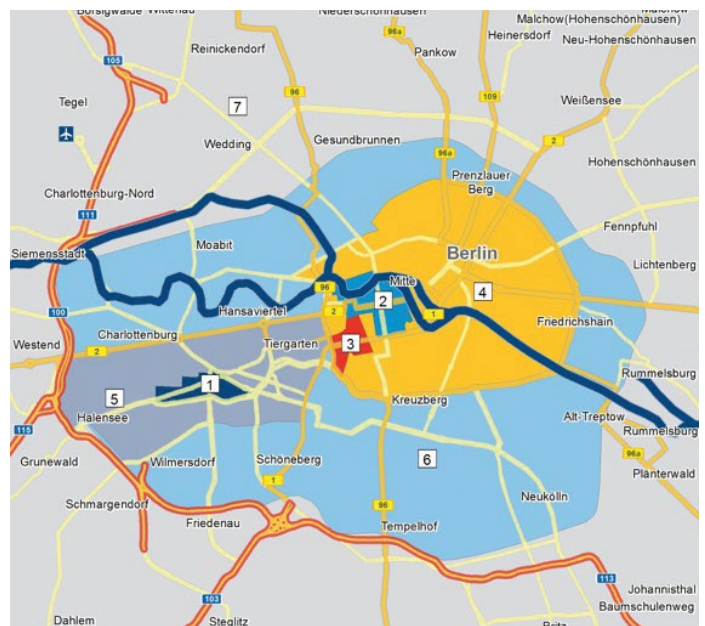 Borsigwalde
Wittenau
Niederschönhausen
Malchow
Malchow(Hohenschönhausen)
Heinersdorf
Neu-Hohenschönhausen
96a
Reinickendorf
Pankow
105
96
109
Weißensee
Tegel
7
Gesundbrunnen
2
Wedding
96a
Hohenschönhausen
Prenzlauer
Berg
Charlottenburg-Nord
111
Fennpfuhl
Moabit
Siemensstadt
Berlin
Lichtenberg
Mitte
96
4
2
100
Hansaviertel
2
1
Friedrichshain
Charlottenburg
Tiergarten
3
Westend
2
Rummelsburg
1
5
Kreuzberg
Halensee
Alt-Treptow
115
Rummelsburg
Grunewald
Wilmersdorf
Schöneberg
6
96a
Plänterwald
1
Schmargendorf
Neukölln
96
Friedenau
Tempelhof
113
Johannisthal
103
Baumschulenweg
Dahlem
Steglitz
Britz